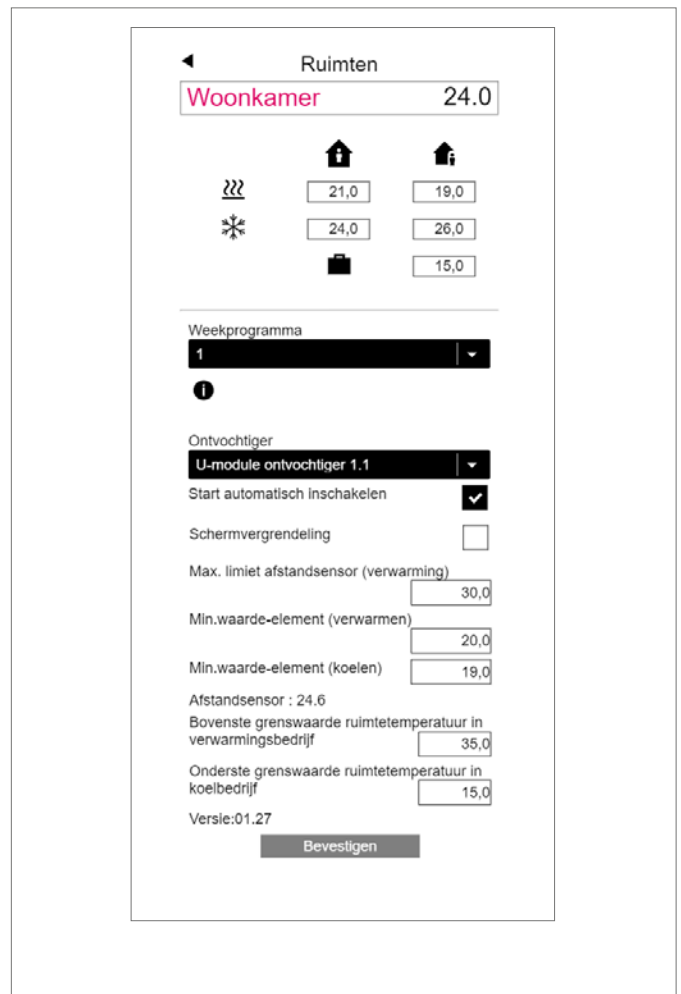 Ruimten
Woonkamer 24.0
21,0 19,0
24,0 26,0
15,0
Weekprogramma
1
Ontvochtiger
U-module ontvochtiger 1.1
Start automatisch inschakelen
Schermvergrendeling
Max. limiet afstandsensor (verwarming)
30,0
Min.waarde-element (verwarmen)
20,0
Min.waarde-element (koelen)
19,0
Afstandsensor : 24.6
Bovenste grenswaarde ruimtetemperatuur in
verwarmingsbedrijf
35,0
Onderste grenswaarde ruimtetemperatuur in
koelbedrijf
15,0
Versie:01.27
Bevestigen